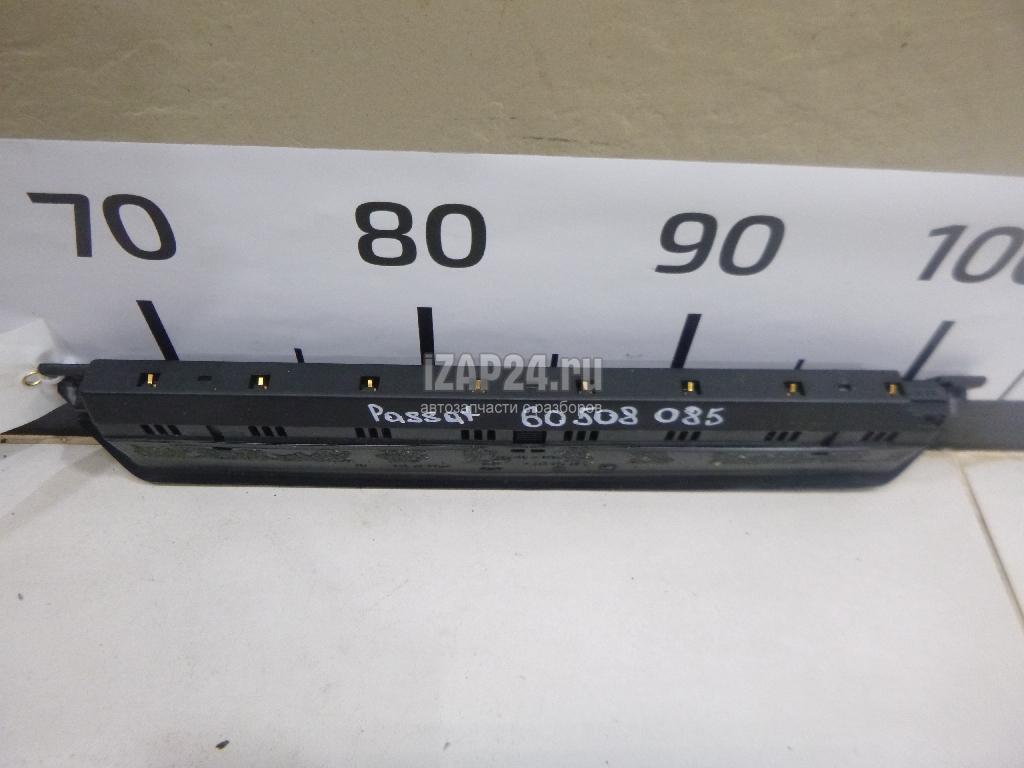 70 80 90 100
iZAP24.ru
автозапчасти с разборов
Passat 60508 085